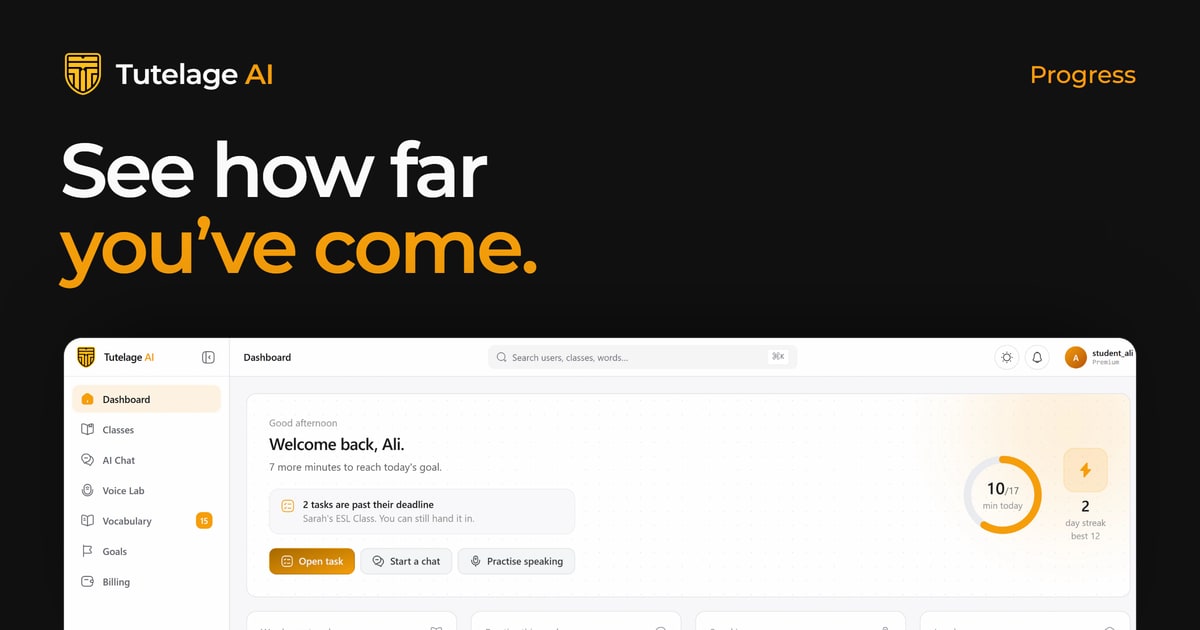 Tutelage AI
Progress
See how far
you've come.
Tutelage AI
Dashboard
Search users, classes, words...
⌘K
A
student_ali
Premium
Dashboard
Classes
AI Chat
Voice Lab
Vocabulary
15
Goals
Billing
Good afternoon
Welcome back, Ali.
7 more minutes to reach today's goal.
2 tasks are past their deadline
Sarah's ESL Class. You can still hand it in.
Open task
Start a chat
Practise speaking
10/17
min today
2
day streak
best 12